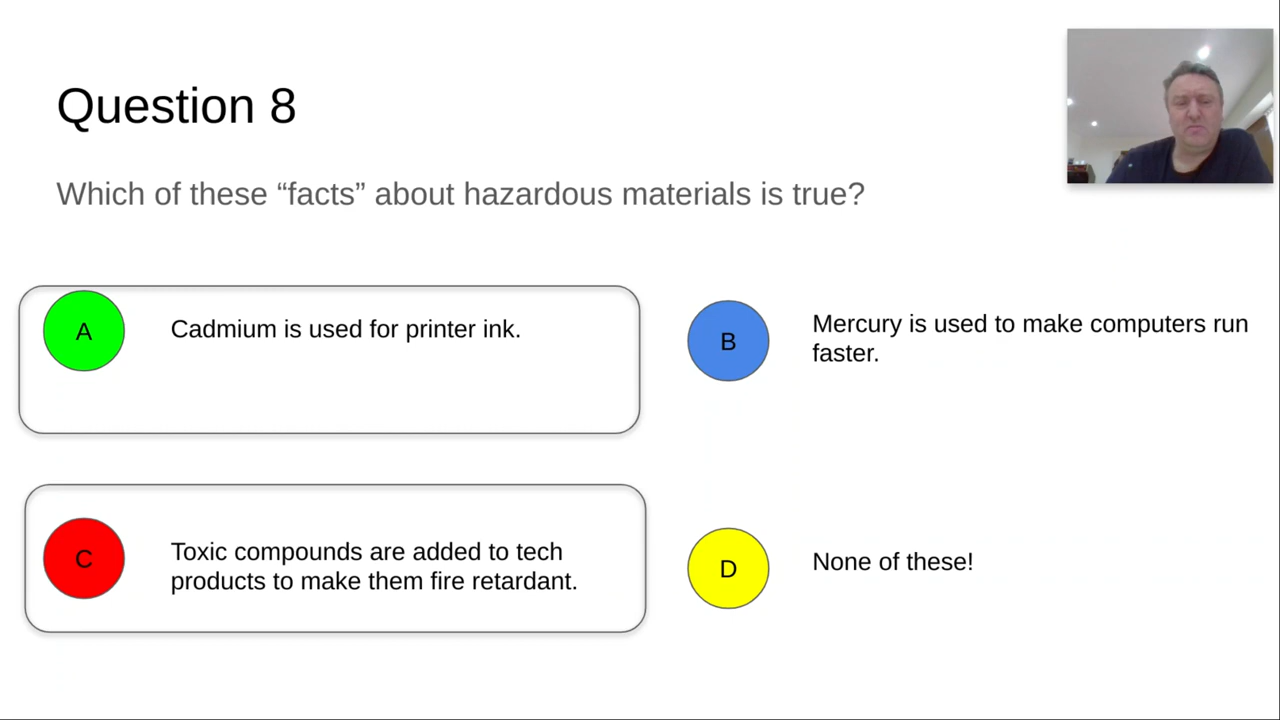 Question 8
Which of these “facts” about hazardous materials is true?
A
Cadmium is used for printer ink.
B
Mercury is used to make computers run
faster.
C
Toxic compounds are added to tech
products to make them fire retardant.
D
None of these!